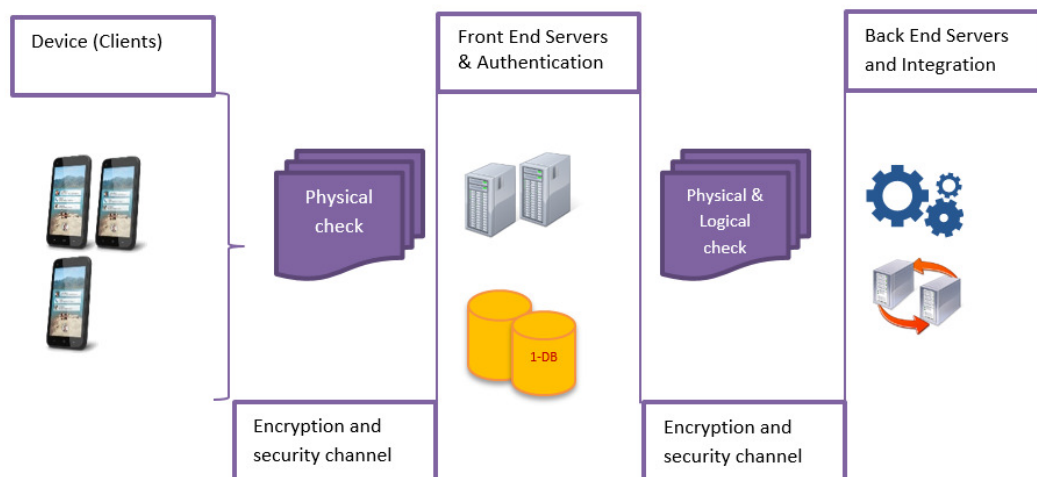 Device (Clients)
Front End Servers
& Authentication
Back End Servers
and Integration
Physical
check
Physical &
Logical
check
1-DB
Encryption and
security channel
Encryption and
security channel